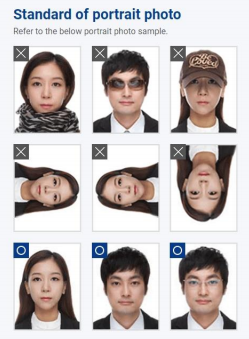 Standard of portrait photo
Refer to the below portrait photo sample.